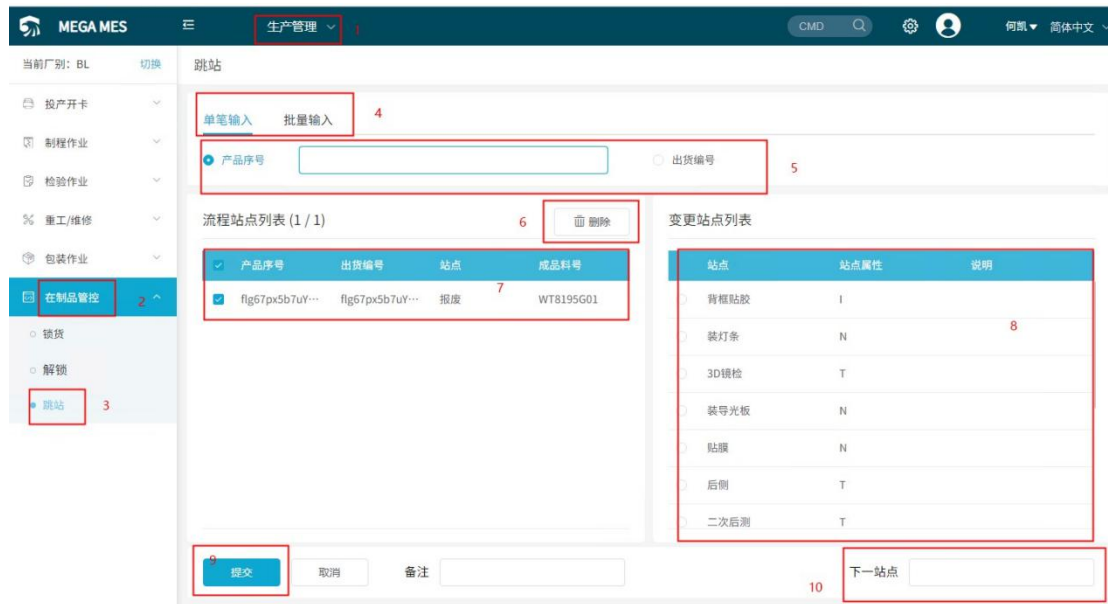 MEGA MES 生产管理 1 CMD 何凯 简体中文
当前厂别: BL 切换 跳站
投产开卡
单笔输入 批量输入 4
制程作业
产品序号 出货编号 5
检验作业
重工/维修 流程站点列表 (1 / 1) 6 删除 变更站点列表
包装作业
产品序号 出货编号 站点 成品料号 站点 站点属性 说明
在制品管控 2 flg67px5b7uY··· flg67px5b7uY··· 报废 7 WT8195G01 背框贴胶 I
锁货 装灯条 N 8
解锁 3D镜检 T
跳站 3 装导光板 N
贴膜 N
后侧 T
二次后测 T
9 提交 取消 备注 下一站点
10